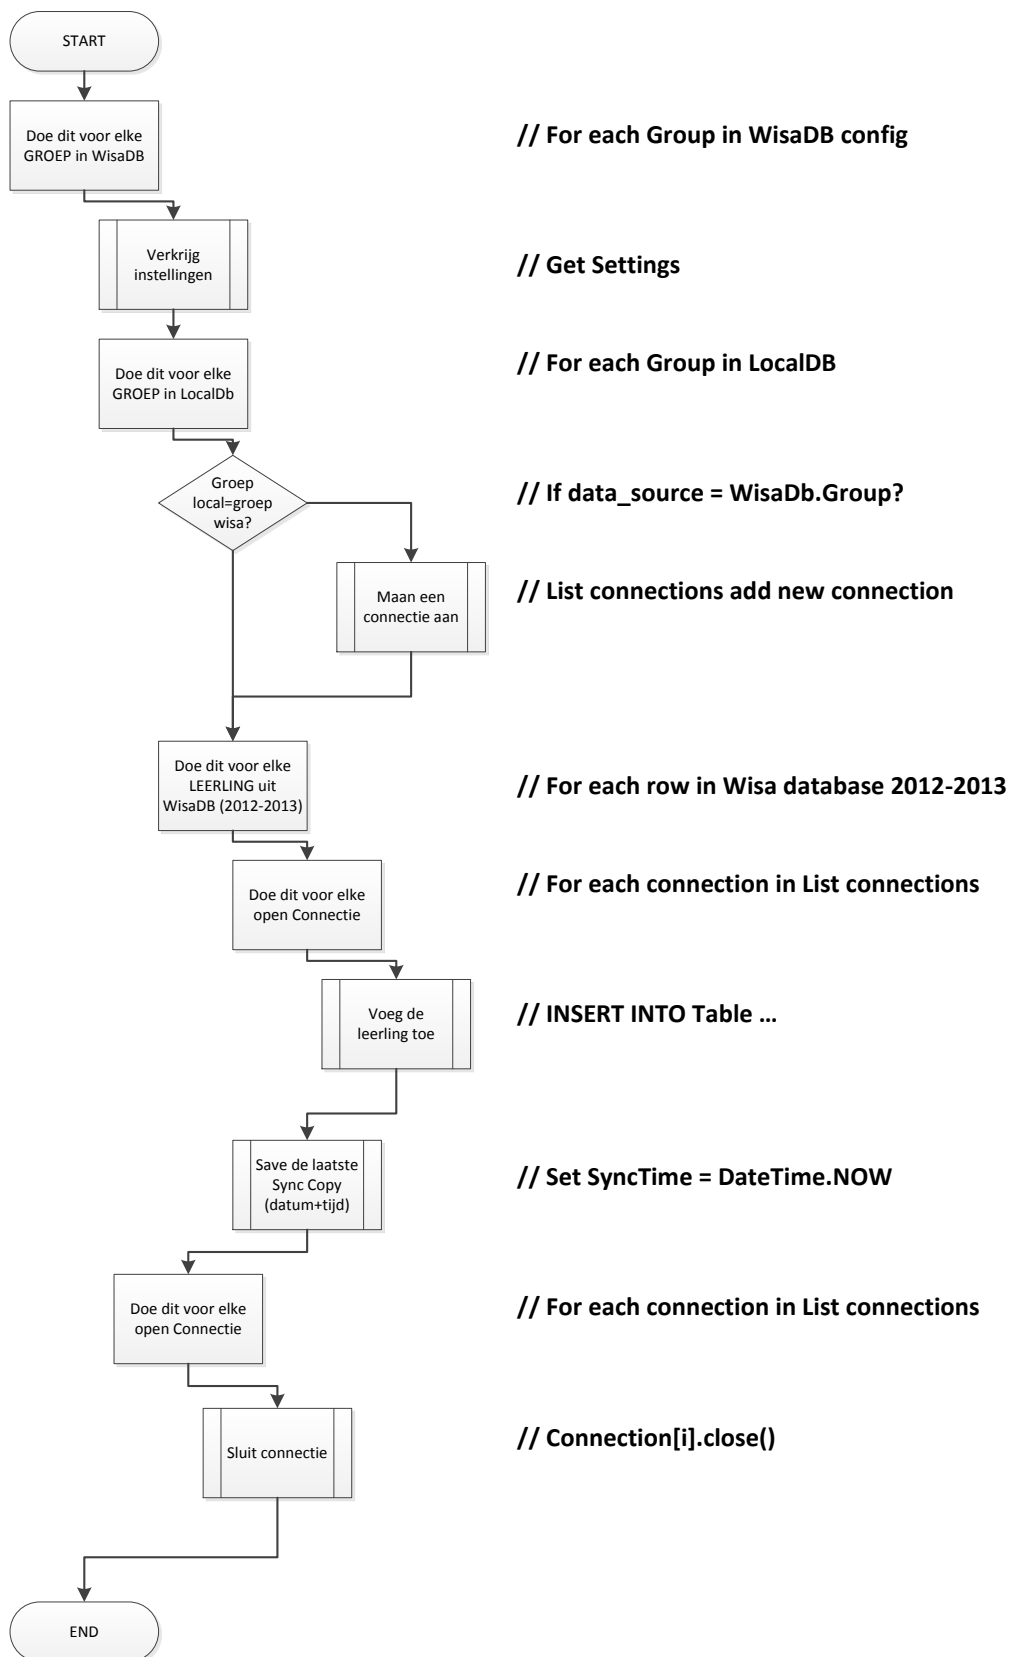 START
Doe dit voor elke
GROEP in WisaDB
// For each Group in WisaDB config
Verkrijg
instellingen
// Get Settings
Doe dit voor elke
GROEP in LocalDb
// For each Group in LocalDB
Groep
local=groep
wisa?
// If data_source = WisaDb.Group?
Maan een
connectie aan
// List connections add new connection
Doe dit voor elke
LEERLING uit
WisaDB (2012-2013)
// For each row in Wisa database 2012-2013
Doe dit voor elke
open Connectie
// For each connection in List connections
Voeg de
leerling toe
// INSERT INTO Table ...
Save de laatste
Sync Copy
(datum+tijd)
// Set SyncTime = DateTime.NOW
Doe dit voor elke
open Connectie
// For each connection in List connections
Sluit connectie
// Connection[i].close()
END